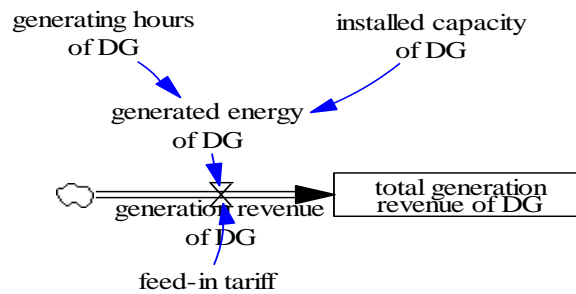 generating hours
of DG
installed capacity
of DG
generated energy
of DG
total generation
revenue of DG
generation revenue
of DG
feed-in tariff